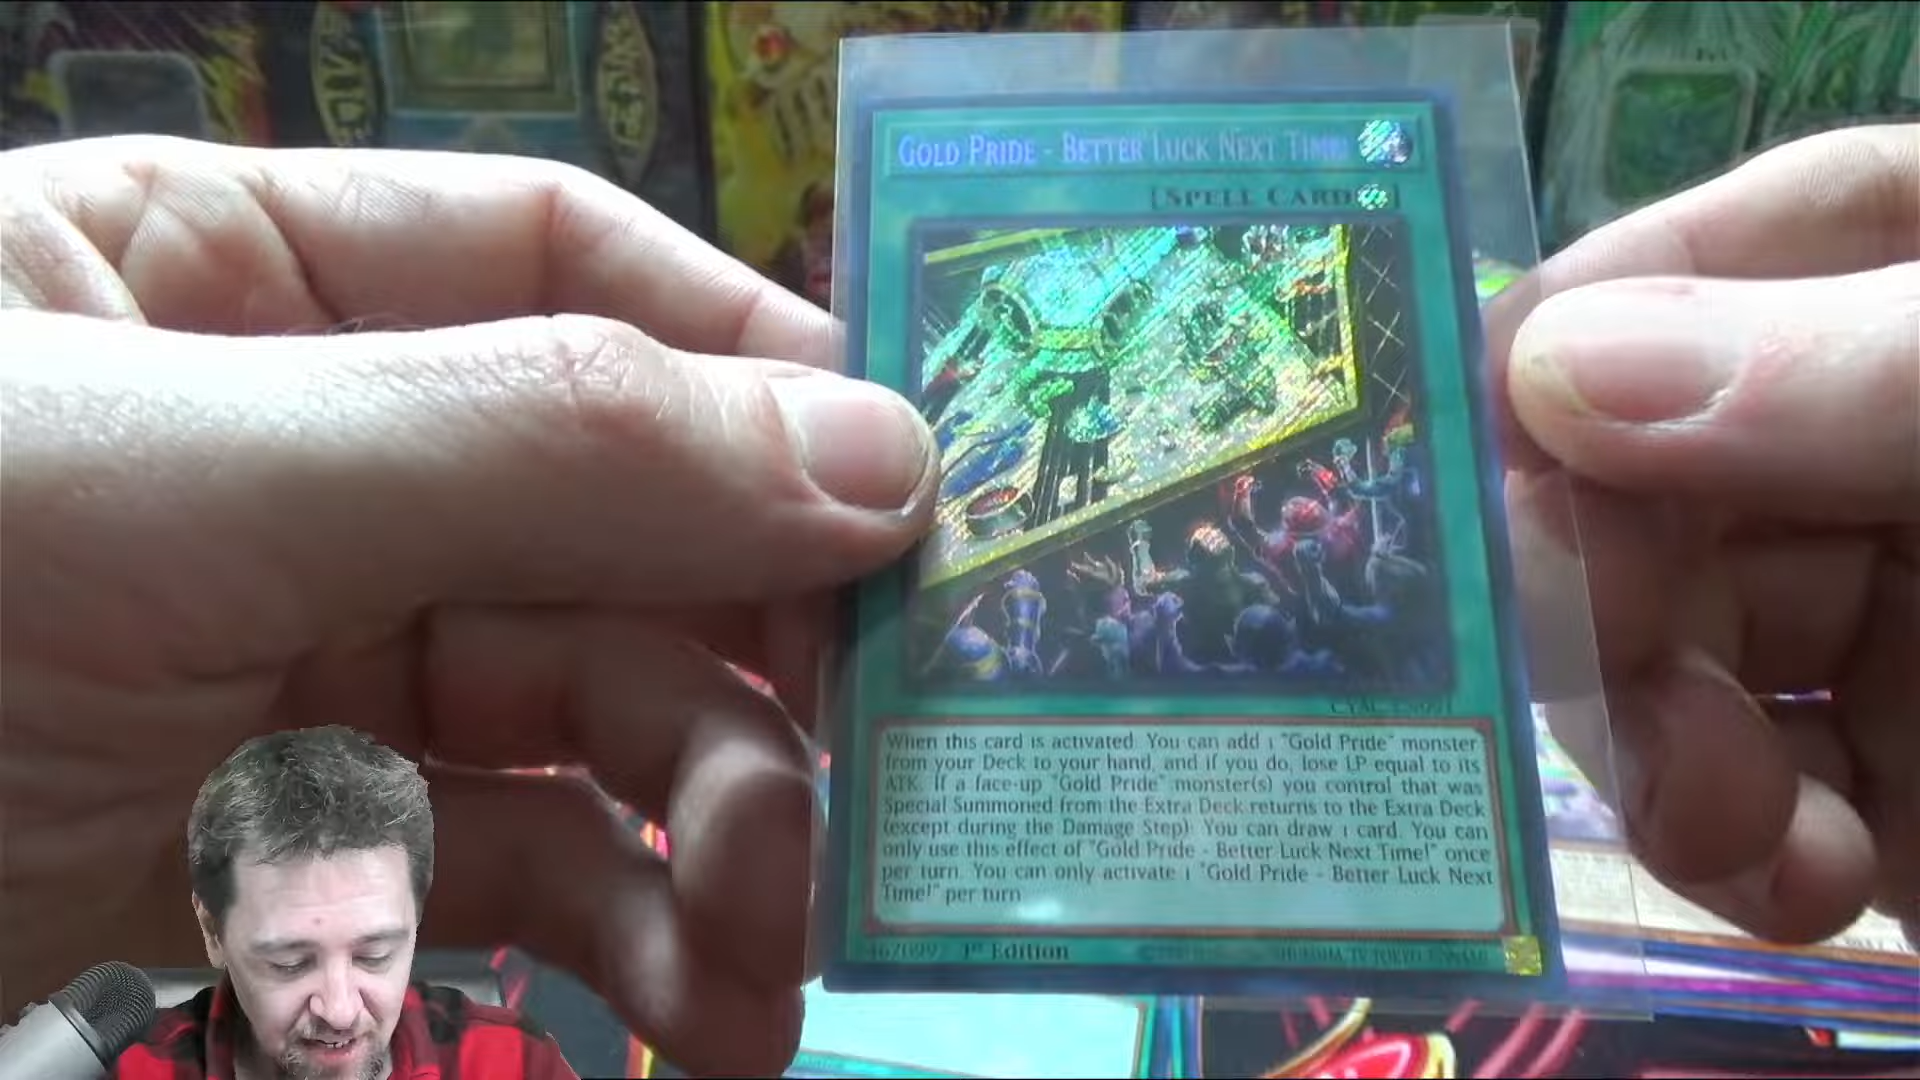 GOLD PRIDE - BETTER LUCK NEXT TIME!
[SPELL CARD ]
When this card is activated: You can add 1 "Gold Pride" monster
from your Deck to your hand, and if you do, lose LP equal to its
ATK. If a face-up "Gold Pride" monster(s) you control that was
Special Summoned from the Extra Deck returns to the Extra Deck
(except during the Damage Step): You can draw 1 card. You can
only use this effect of "Gold Pride - Better Luck Next Time!" once
per turn. You can only activate 1 "Gold Pride - Better Luck Next
Time!" per turn.
1st Edition